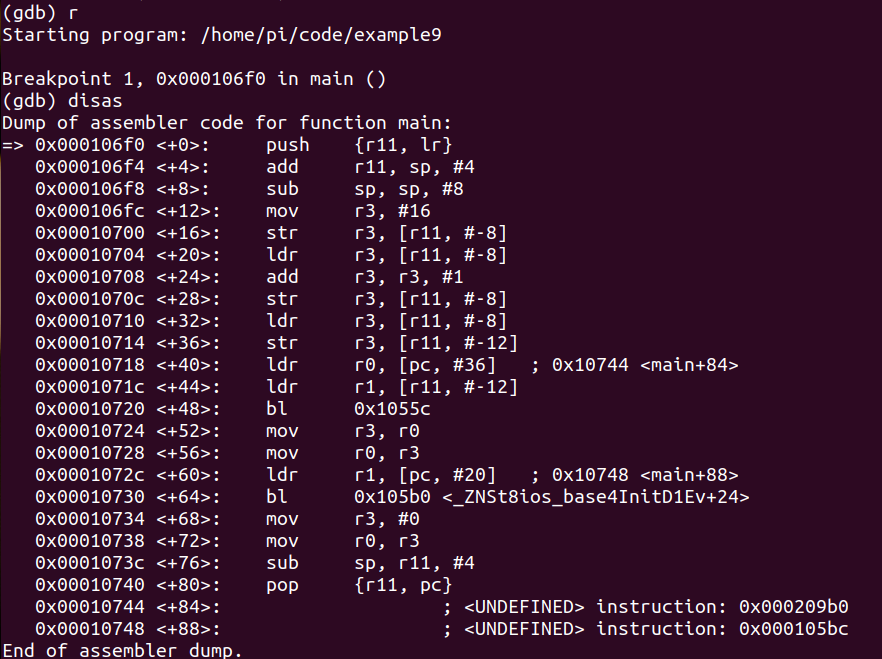 (gdb) r
Starting program: /home/pi/code/example9

Breakpoint 1, 0x000106f0 in main ()
(gdb) disas
Dump of assembler code for function main:
=> 0x000106f0 <+0>:     push    {r11, lr}
   0x000106f4 <+4>:     add     r11, sp, #4
   0x000106f8 <+8>:     sub     sp, sp, #8
   0x000106fc <+12>:    mov     r3, #16
   0x00010700 <+16>:    str     r3, [r11, #-8]
   0x00010704 <+20>:    ldr     r3, [r11, #-8]
   0x00010708 <+24>:    add     r3, r3, #1
   0x0001070c <+28>:    str     r3, [r11, #-8]
   0x00010710 <+32>:    ldr     r3, [r11, #-8]
   0x00010714 <+36>:    str     r3, [r11, #-12]
   0x00010718 <+40>:    ldr     r0, [pc, #36]   ; 0x10744 <main+84>
   0x0001071c <+44>:    ldr     r1, [r11, #-12]
   0x00010720 <+48>:    bl      0x1055c
   0x00010724 <+52>:    mov     r3, r0
   0x00010728 <+56>:    mov     r0, r3
   0x0001072c <+60>:    ldr     r1, [pc, #20]   ; 0x10748 <main+88>
   0x00010730 <+64>:    bl      0x105b0 <_ZNSt8ios_base4InitD1Ev+24>
   0x00010734 <+68>:    mov     r3, #0
   0x00010738 <+72>:    mov     r0, r3
   0x0001073c <+76>:    sub     sp, r11, #4
   0x00010740 <+80>:    pop     {r11, pc}
   0x00010744 <+84>:                    ; <UNDEFINED> instruction: 0x000209b0
   0x00010748 <+88>:                    ; <UNDEFINED> instruction: 0x000105bc
End of assembler dump.